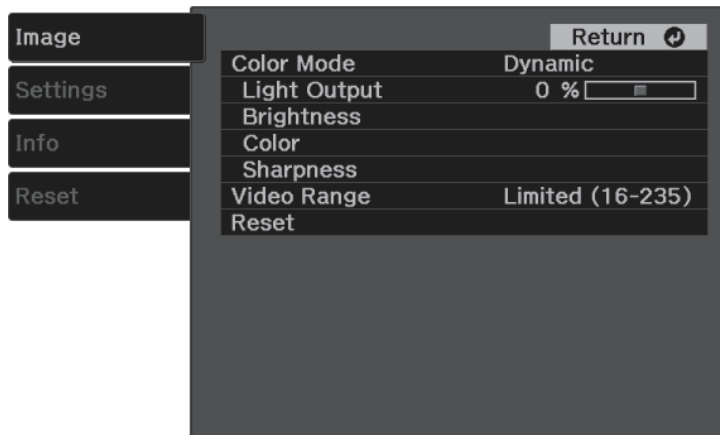 Image
Settings
Info
Reset
Return
Color Mode Dynamic
Light Output 0 %
Brightness
Color
Sharpness
Video Range Limited (16-235)
Reset